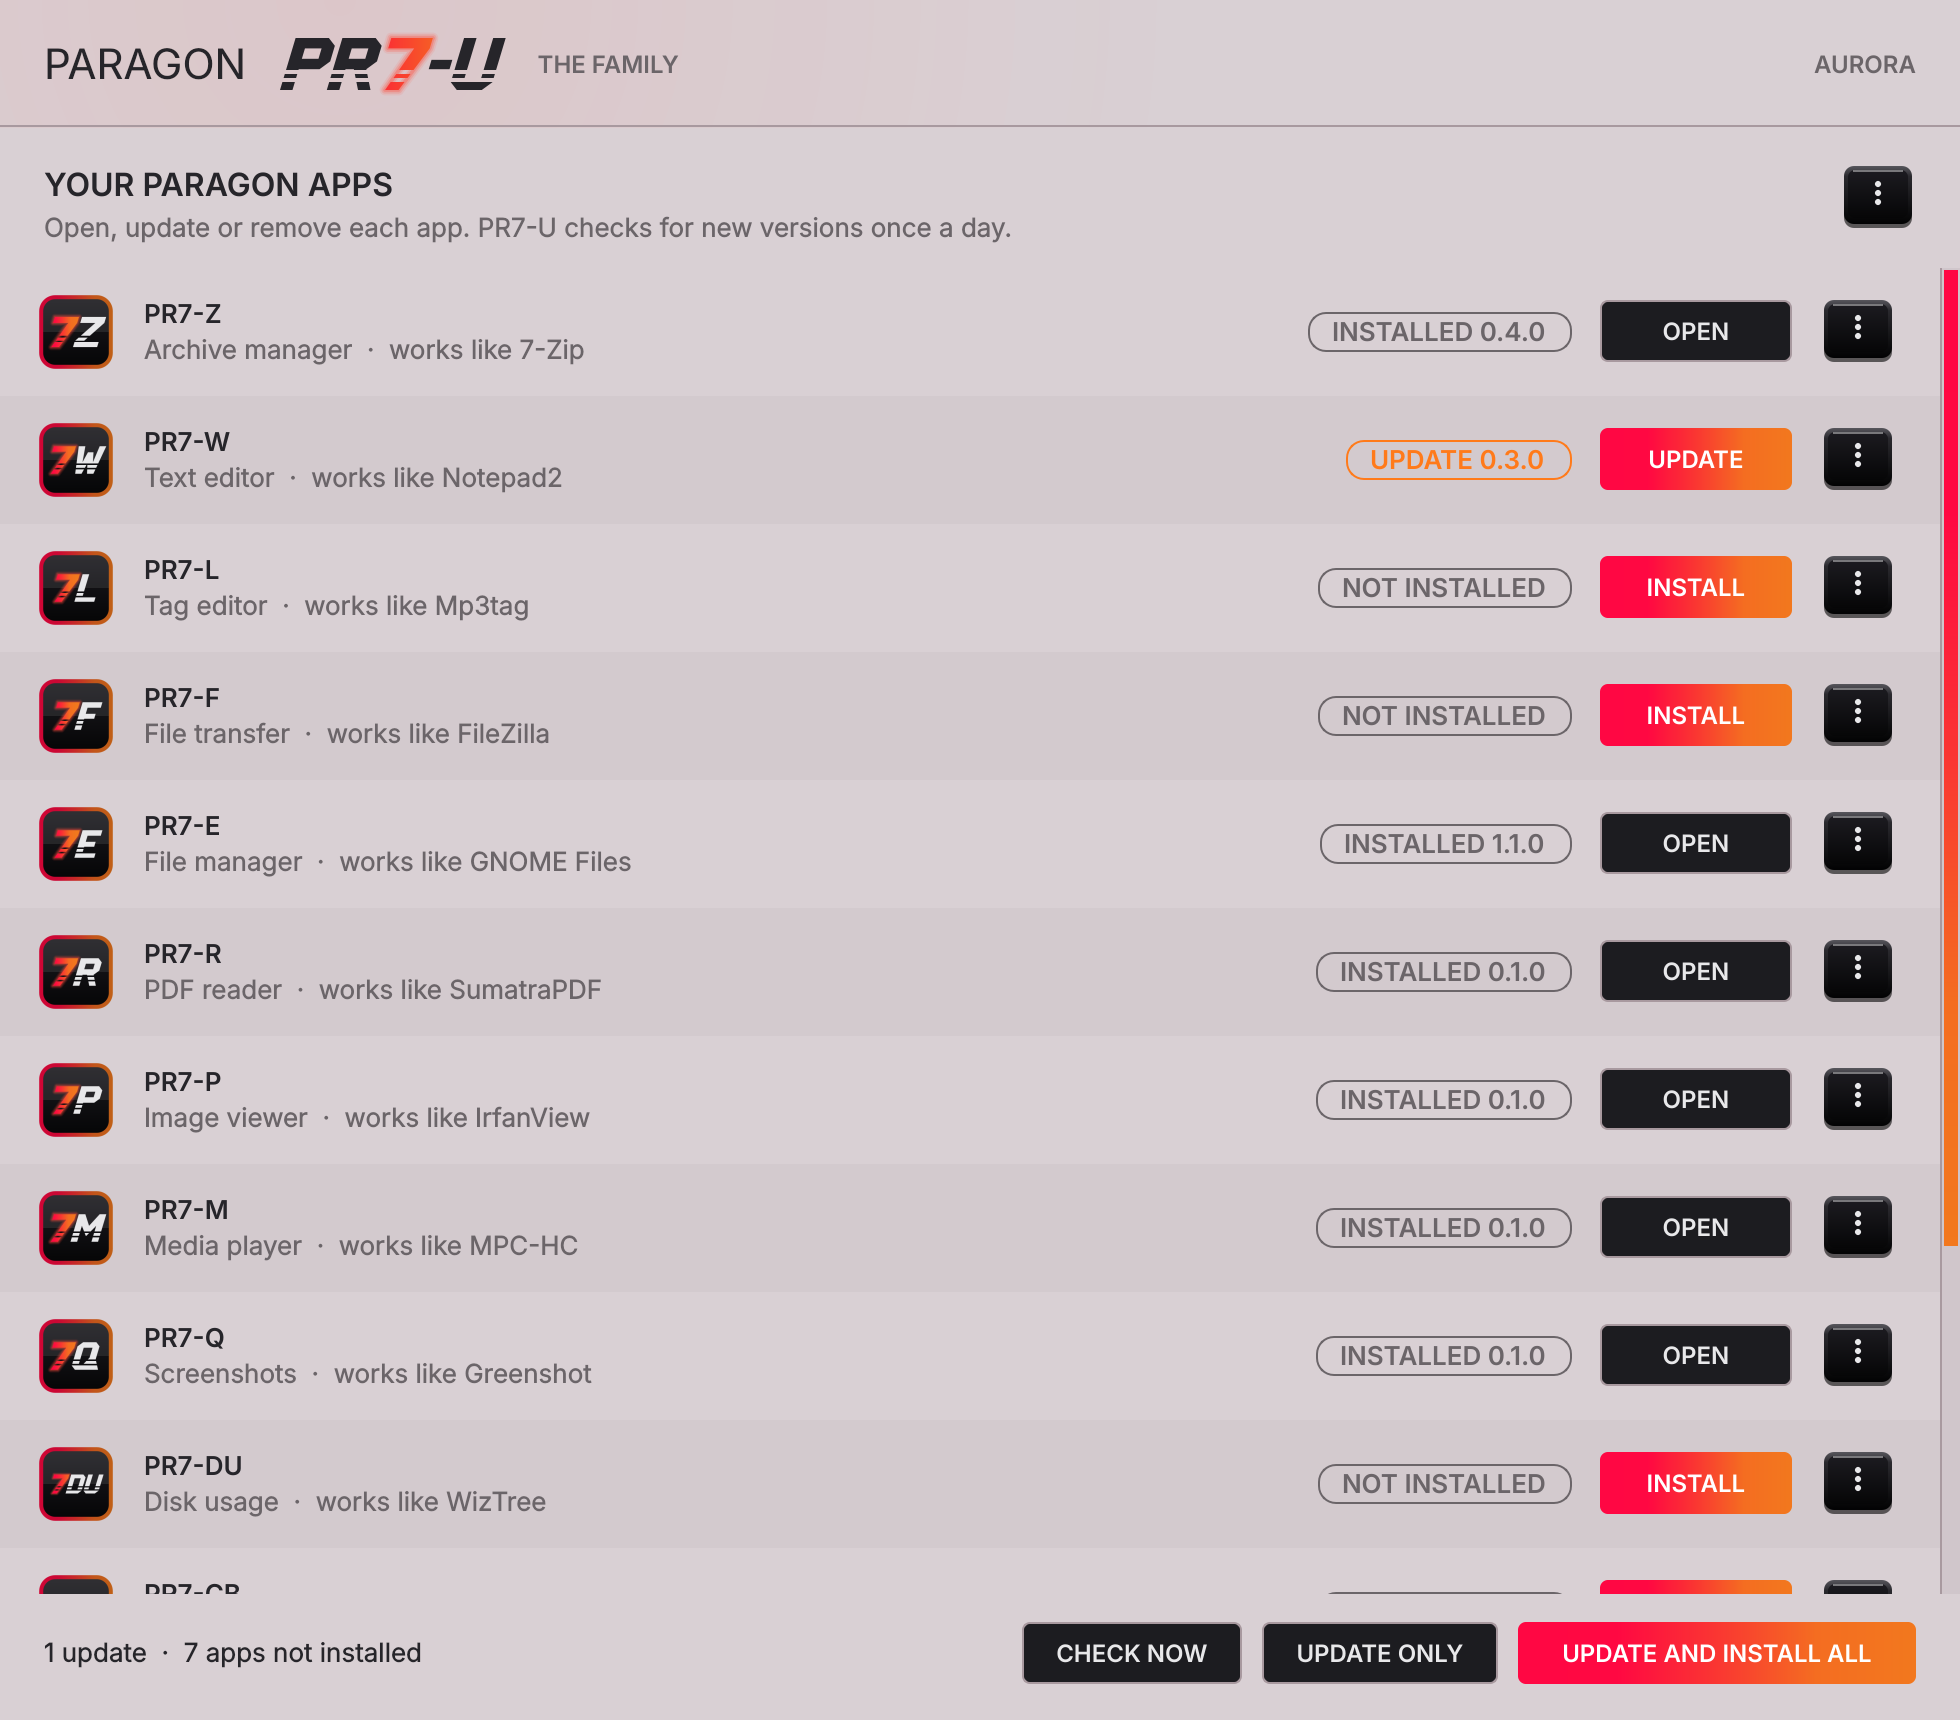 PARAGON PR7-U THE FAMILY AURORA
YOUR PARAGON APPS
Open, update or remove each app. PR7-U checks for new versions once a day.
7Z PR7-Z
Archive manager · works like 7-Zip
INSTALLED 0.4.0 OPEN
7W PR7-W
Text editor · works like Notepad2
UPDATE 0.3.0 UPDATE
7L PR7-L
Tag editor · works like Mp3tag
NOT INSTALLED INSTALL
7F PR7-F
File transfer · works like FileZilla
NOT INSTALLED INSTALL
7E PR7-E
File manager · works like GNOME Files
INSTALLED 1.1.0 OPEN
7R PR7-R
PDF reader · works like SumatraPDF
INSTALLED 0.1.0 OPEN
7P PR7-P
Image viewer · works like IrfanView
INSTALLED 0.1.0 OPEN
7M PR7-M
Media player · works like MPC-HC
INSTALLED 0.1.0 OPEN
7Q PR7-Q
Screenshots · works like Greenshot
INSTALLED 0.1.0 OPEN
7DU PR7-DU
Disk usage · works like WizTree
NOT INSTALLED INSTALL
1 update · 7 apps not installed
CHECK NOW UPDATE ONLY UPDATE AND INSTALL ALL